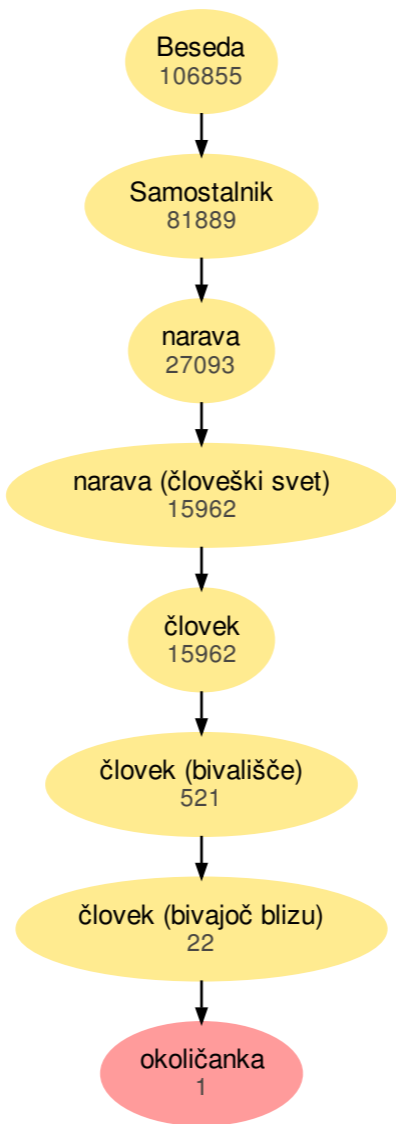 Beseda
106855
Samostalnik
81889
narava
27093
narava (človeški svet)
15962
človek
15962
človek (bivališče)
521
človek (bivajoč blizu)
22
okoličanka
1